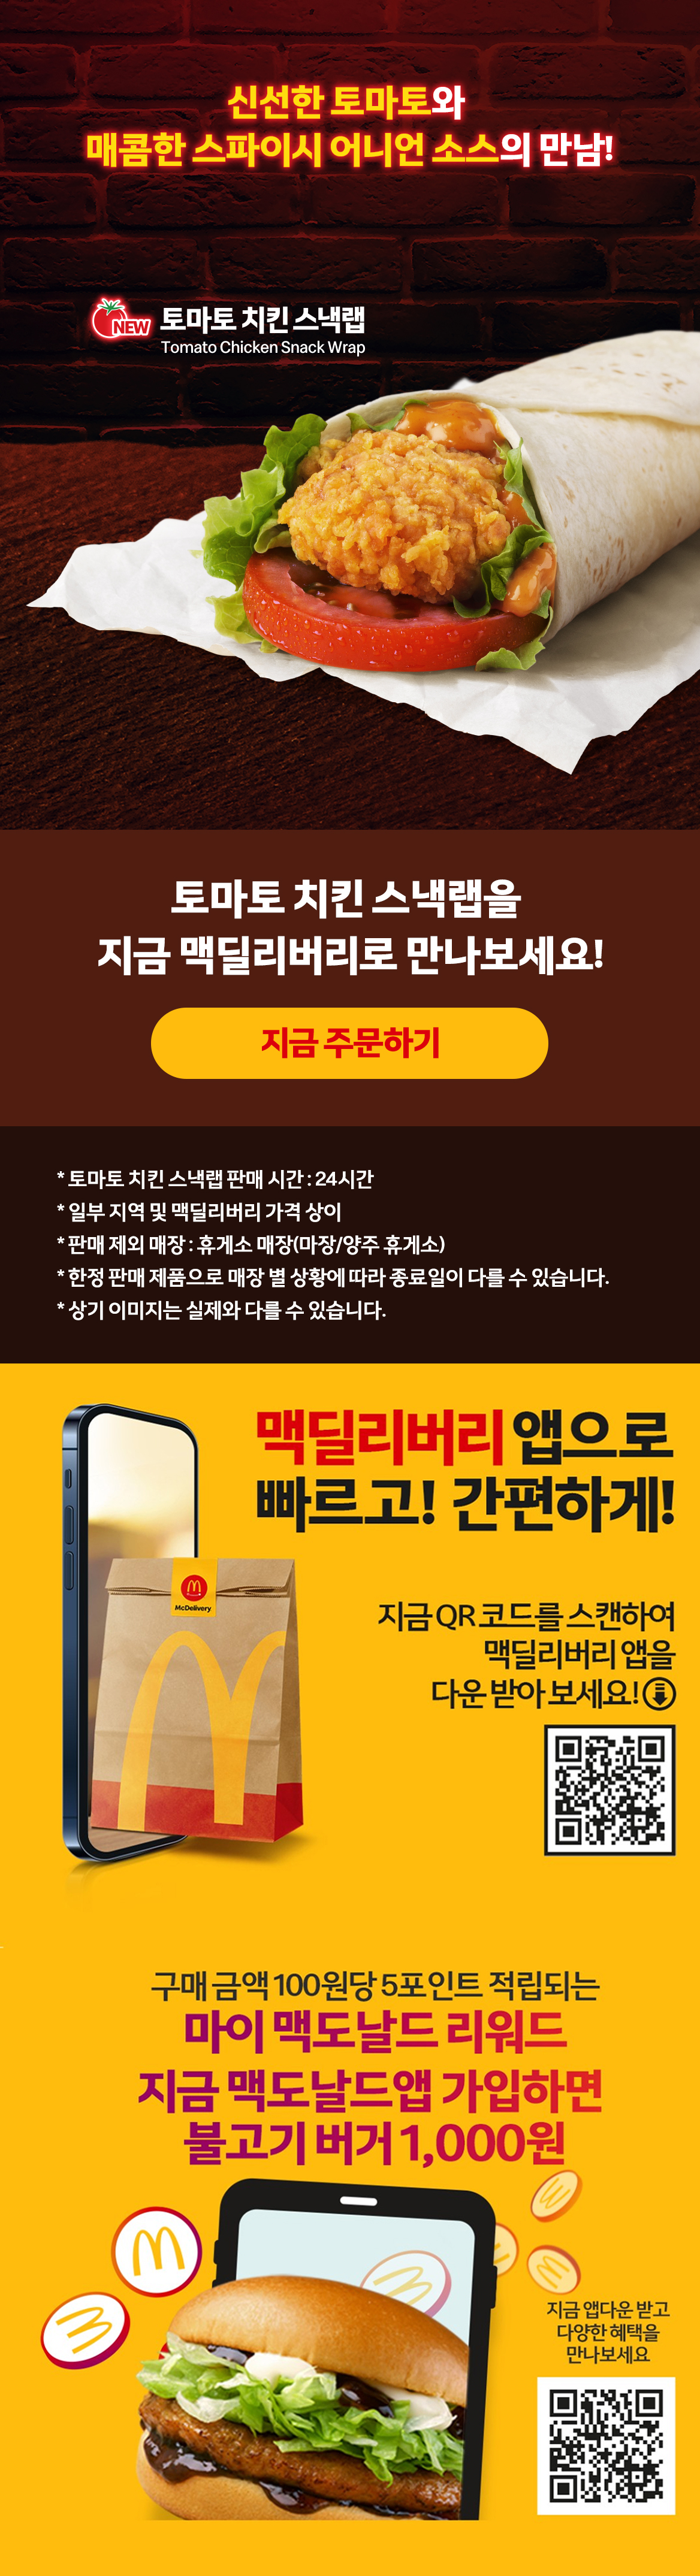 신선한 토마토와
매콤한 스파이시 어니언 소스의 만남!
NEW 토마토 치킨 스낵랩
Tomato Chicken Snack Wrap
토마토 치킨 스낵랩을
지금 맥딜리버리로 만나보세요!
지금 주문하기
* 토마토 치킨 스낵랩 판매 시간 : 24시간
* 일부 지역 및 맥딜리버리 가격 상이
* 판매 제외 매장 : 휴게소 매장(마장/양주 휴게소)
* 한정 판매 제품으로 매장 별 상황에 따라 종료일이 다를 수 있습니다.
* 상기 이미지는 실제와 다를 수 있습니다.
맥딜리버리 앱으로
빠르고! 간편하게!
McDelivery
지금 QR 코드를 스캔하여
맥딜리버리 앱을
다운 받아 보세요!
구매 금액 100원당 5포인트 적립되는
마이 맥도날드 리워드
지금 맥도날드앱 가입하면
불고기 버거 1,000원
지금 앱다운 받고
다양한 혜택을
만나보세요